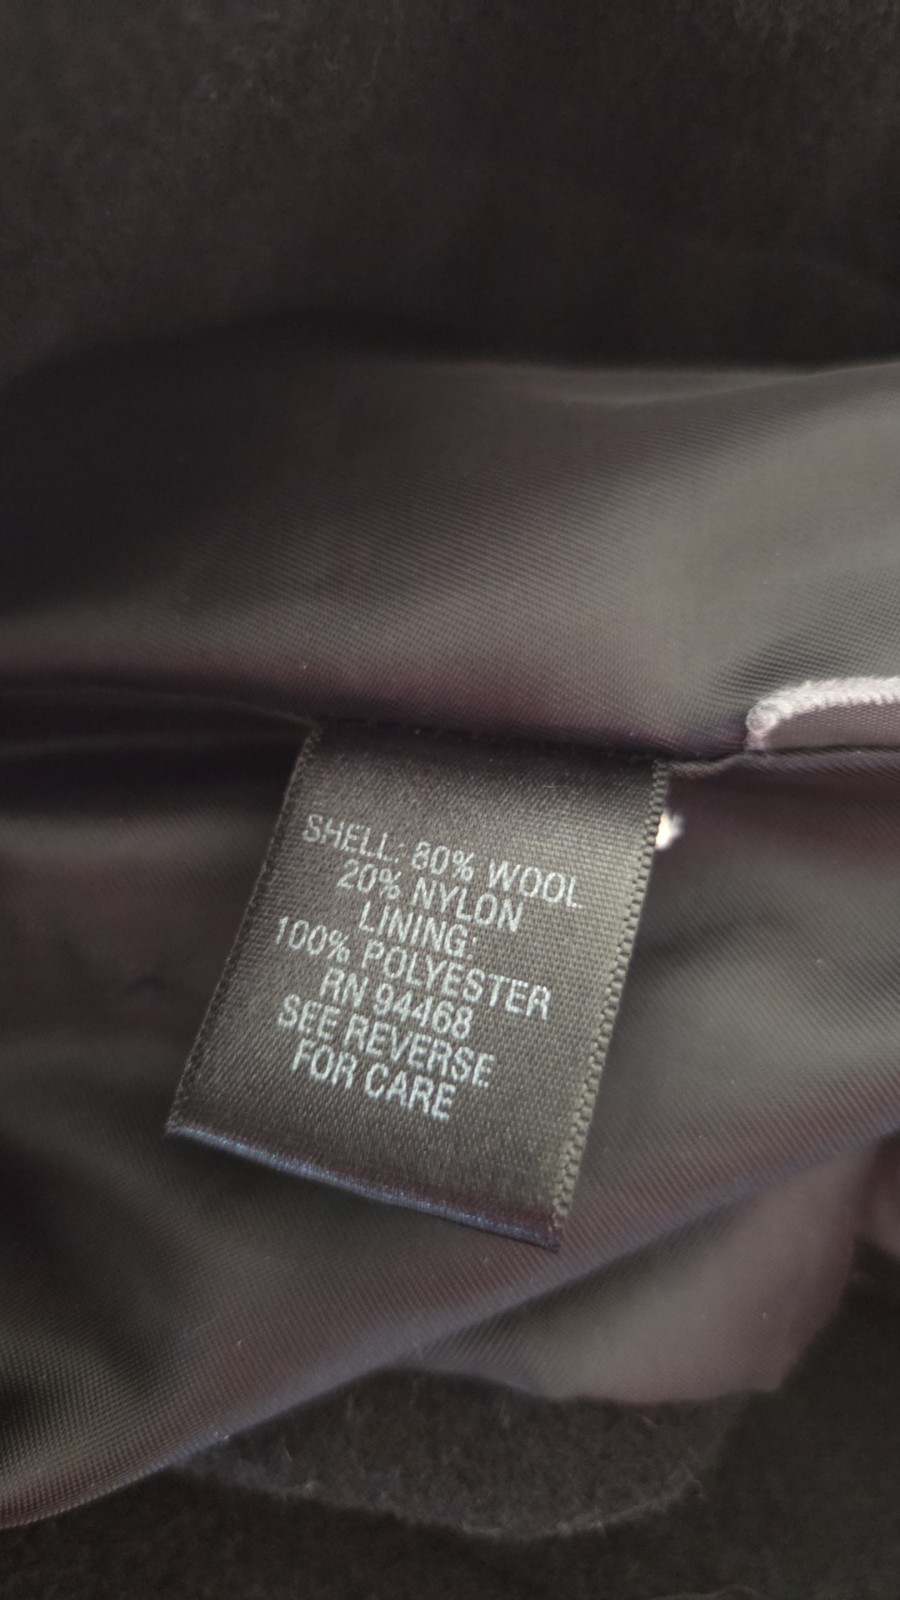 SHELL: 80% WOOL
20% NYLON
LINING:
100% POLYESTER
RN 94468
SEE REVERSE
FOR CARE